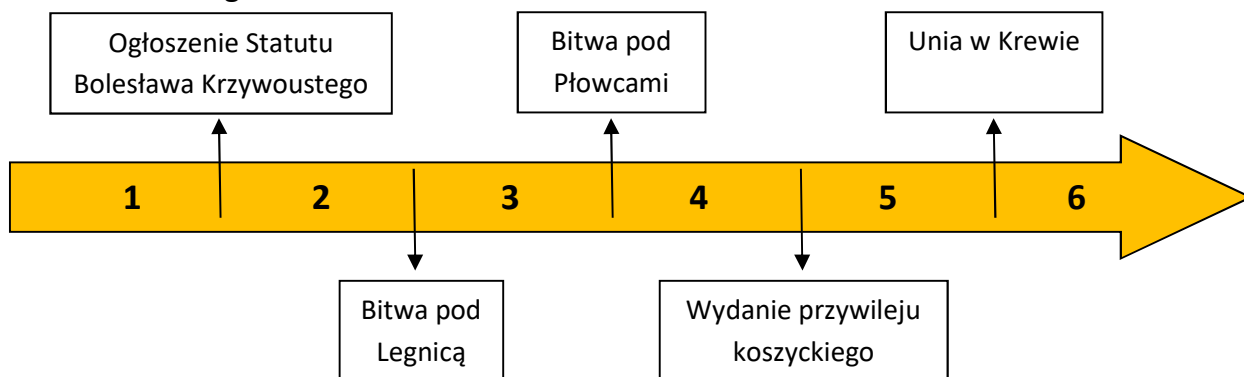 Ogłoszenie Statutu
Bolesława Krzywoustego
Bitwa pod
Płowcami
Unia w Krewie
1 2 3 4 5 6
Bitwa pod
Legnicą
Wydanie przywileju
koszyckiego